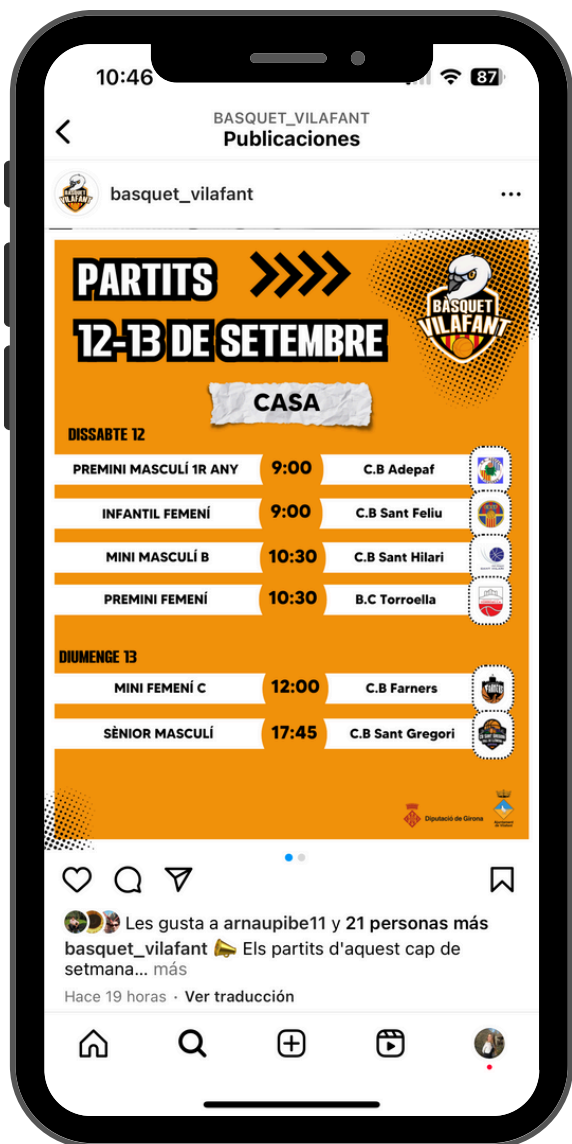 10:46
87
BASQUET_VILAFANT
Publicaciones
BÀSQUET
VILAFANT
basquet_vilafant
PARTITS
12-13 DE SETEMBRE
BÀSQUET
VILAFANT
CASA
DISSABTE 12
PREMINI MASCULÍ 1R ANY 9:00 C.B Adepaf
INFANTIL FEMENÍ 9:00 C.B Sant Feliu
MINI MASCULÍ B 10:30 C.B Sant Hilari
PREMINI FEMENÍ 10:30 B.C Torroella
DIUMENGE 13
MINI FEMENÍ C 12:00 C.B Farners
SÈNIOR MASCULÍ 17:45 C.B Sant Gregori
Diputació de Girona
Les gusta a arnaupibe11 y 21 personas más
basquet_vilafant Els partits d'aquest cap de
setmana... más
Hace 19 horas · Ver traducción